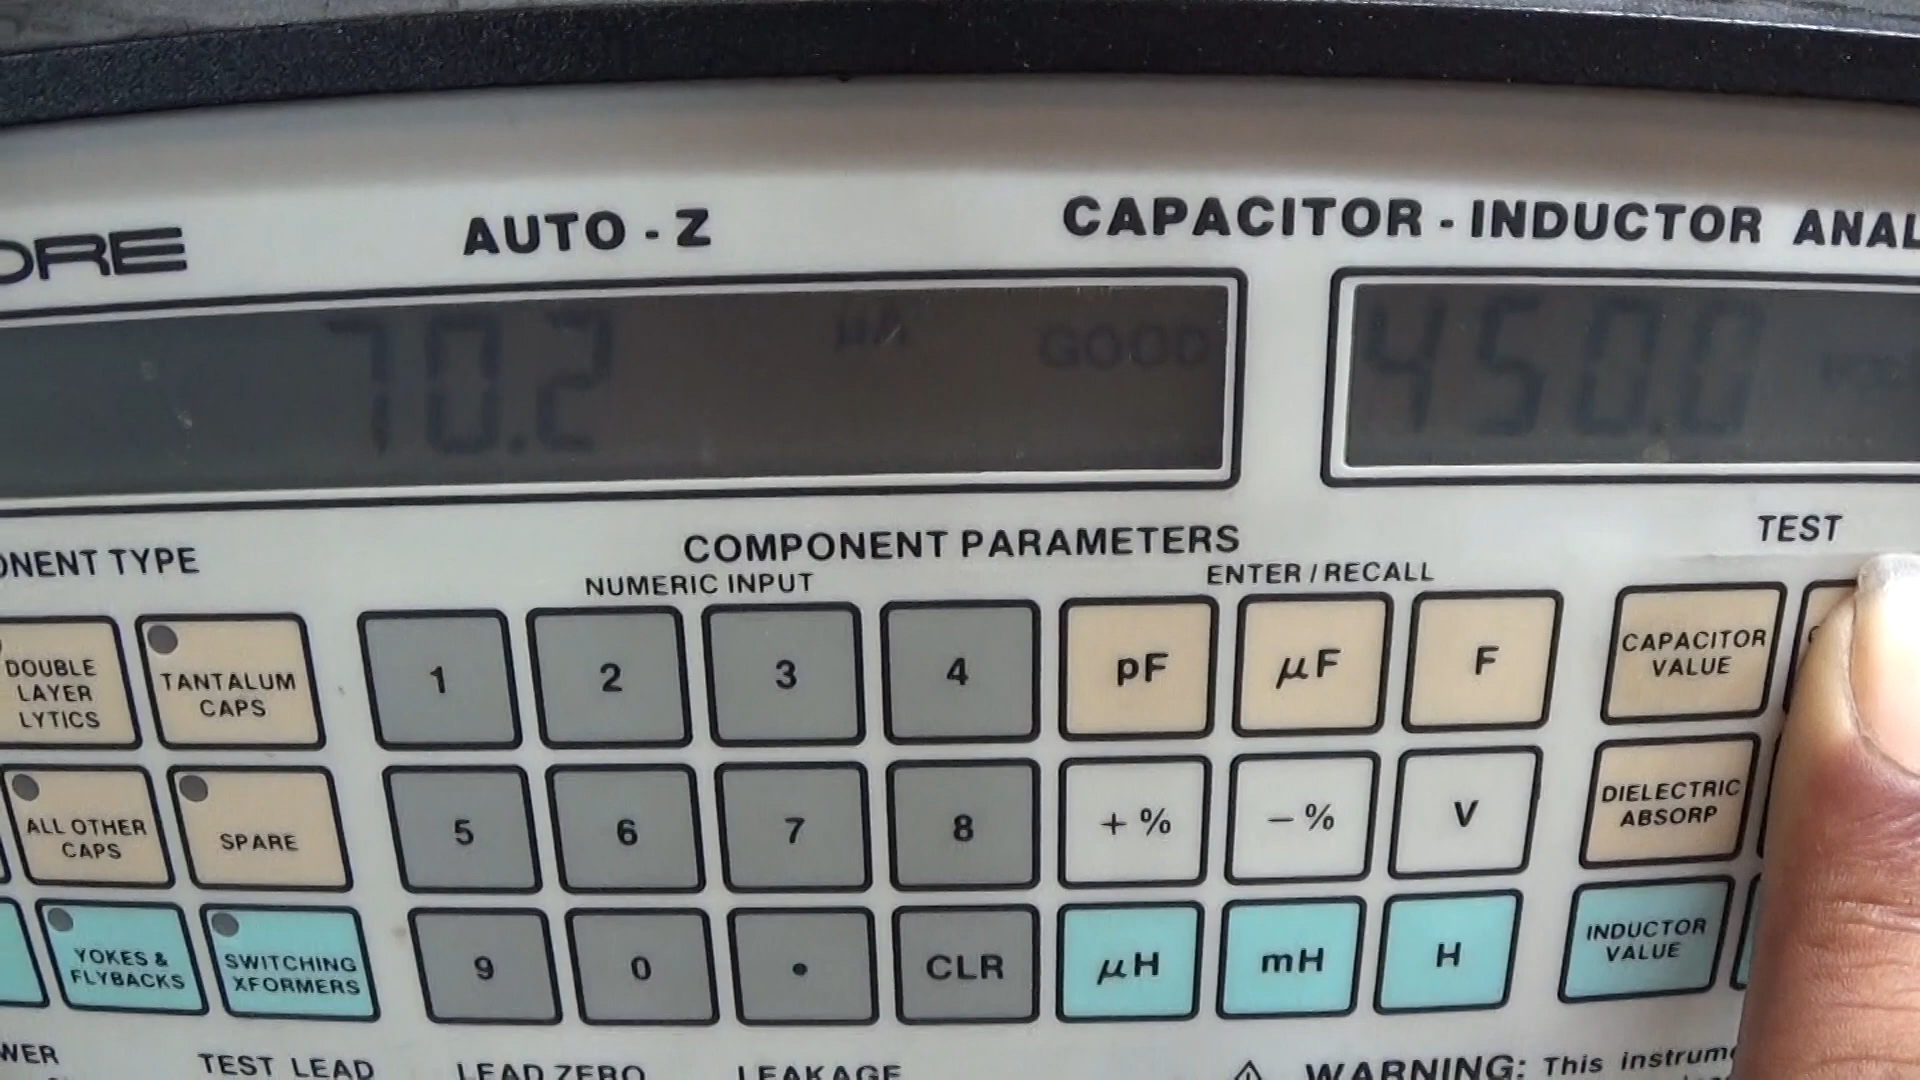 ORE
AUTO - Z
CAPACITOR - INDUCTOR ANAL
70.2 µA GOOD
450.0
ONENT TYPE
COMPONENT PARAMETERS
NUMERIC INPUT
ENTER / RECALL
TEST
DOUBLE
LAYER
LYTICS
TANTALUM
CAPS
1
2
3
4
pF
µF
F
CAPACITOR
VALUE
ALL OTHER
CAPS
SPARE
5
6
7
8
+ %
– %
V
DIELECTRIC
ABSORP
YOKES &
FLYBACKS
SWITCHING
XFORMERS
9
0
•
CLR
µH
mH
H
INDUCTOR
VALUE
WER
TEST LEAD
LEAD ZERO
LEAKAGE
WARNING: This instrum